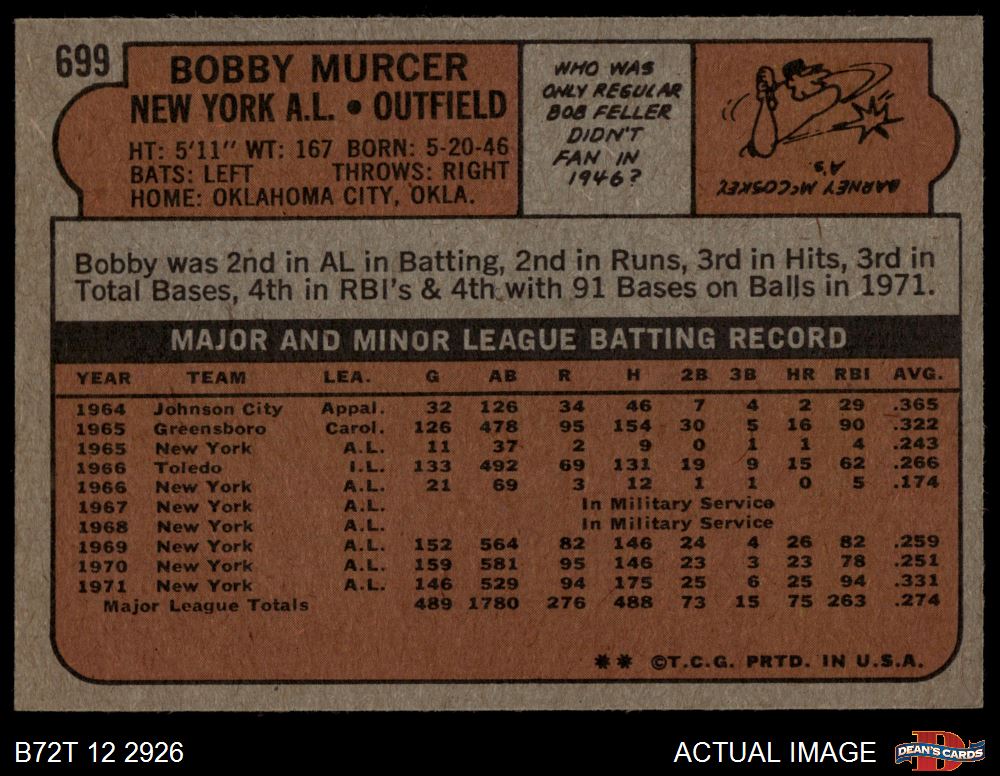 699
BOBBY MURCER
NEW YORK A.L. • OUTFIELD
HT: 5'11" WT: 167 BORN: 5-20-46
BATS: LEFT THROWS: RIGHT
HOME: OKLAHOMA CITY, OKLA.
WHO WAS
ONLY REGULAR
BOB FELLER
DIDN'T
FAN IN
1946?
BARNEY McCOSKEY
A's.
Bobby was 2nd in AL in Batting, 2nd in Runs, 3rd in Hits, 3rd in
Total Bases, 4th in RBI's & 4th with 91 Bases on Balls in 1971.
MAJOR AND MINOR LEAGUE BATTING RECORD
YEAR TEAM LEA. G AB R H 2B 3B HR RBI AVG.
1964 Johnson City Appal. 32 126 34 46 7 4 2 29 .365
1965 Greensboro Carol. 126 478 95 154 30 5 16 90 .322
1965 New York A.L. 11 37 2 9 0 1 1 4 .243
1966 Toledo I.L. 133 492 69 131 19 9 15 62 .266
1966 New York A.L. 21 69 3 12 1 1 0 5 .174
1967 New York A.L. In Military Service
1968 New York A.L. In Military Service
1969 New York A.L. 152 564 82 146 24 4 26 82 .259
1970 New York A.L. 159 581 95 146 23 3 23 78 .251
1971 New York A.L. 146 529 94 175 25 6 25 94 .331
Major League Totals 489 1780 276 488 73 15 75 263 .274
** ©T.C.G. PRTD. IN U.S.A.
B72T 12 2926
ACTUAL IMAGE
D
DEAN'S CARDS